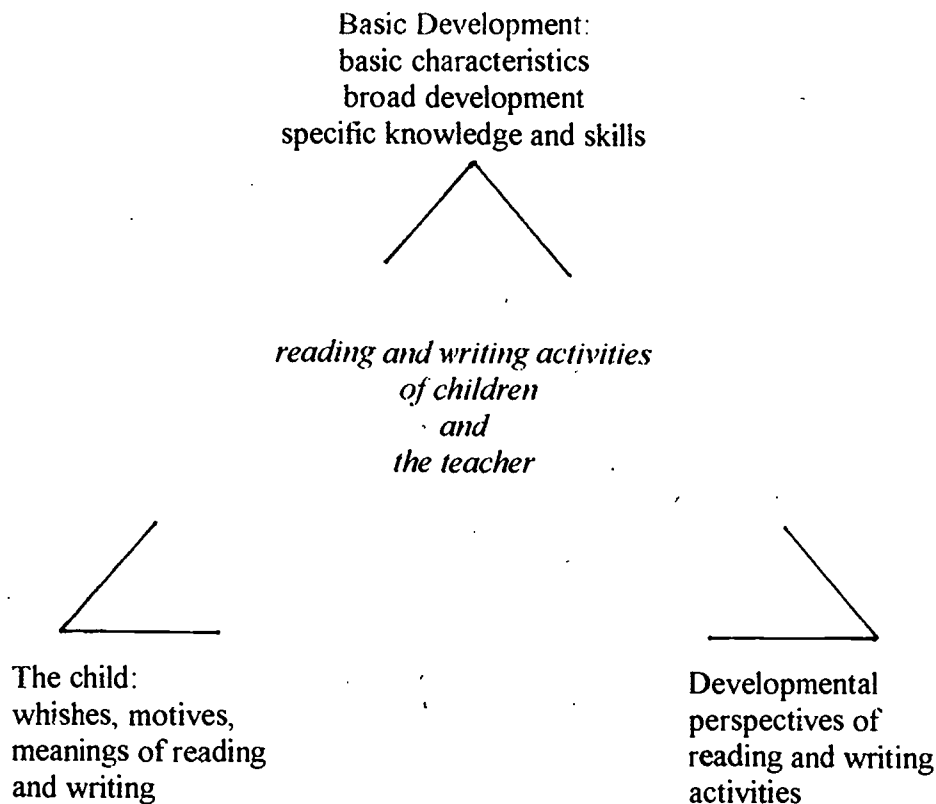 Basic Development:
basic characteristics
broad development
specific knowledge and skills
reading and writing activities
of children
and
the teacher
The child:
whishes, motives,
meanings of reading
and writing
Developmental
perspectives of
reading and writing
activities